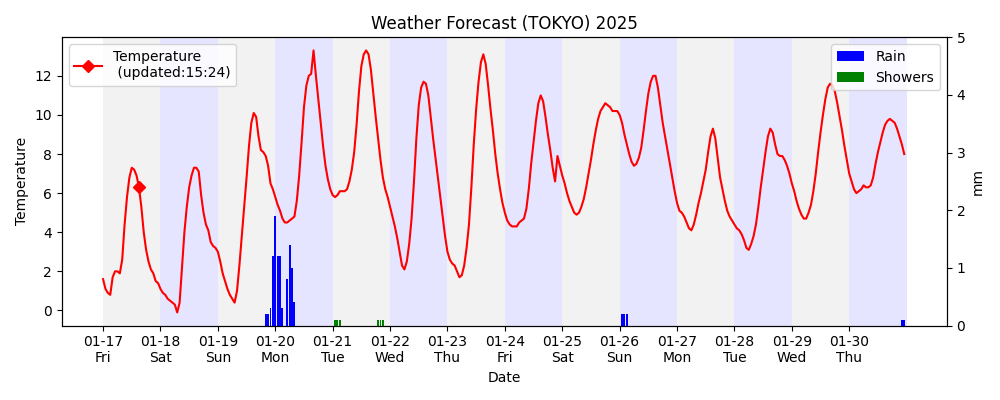 Weather Forecast (TOKYO) 2025
Temperature
(updated:15:24)
Rain
Showers
Temperature
12
10
8
6
4
2
0
5
4
3
2
1
0
mm
01-17 01-18 01-19 01-20 01-21 01-22 01-23 01-24 01-25 01-26 01-27 01-28 01-29 01-30
Fri Sat Sun Mon Tue Wed Thu Fri Sat Sun Mon Tue Wed Thu
Date